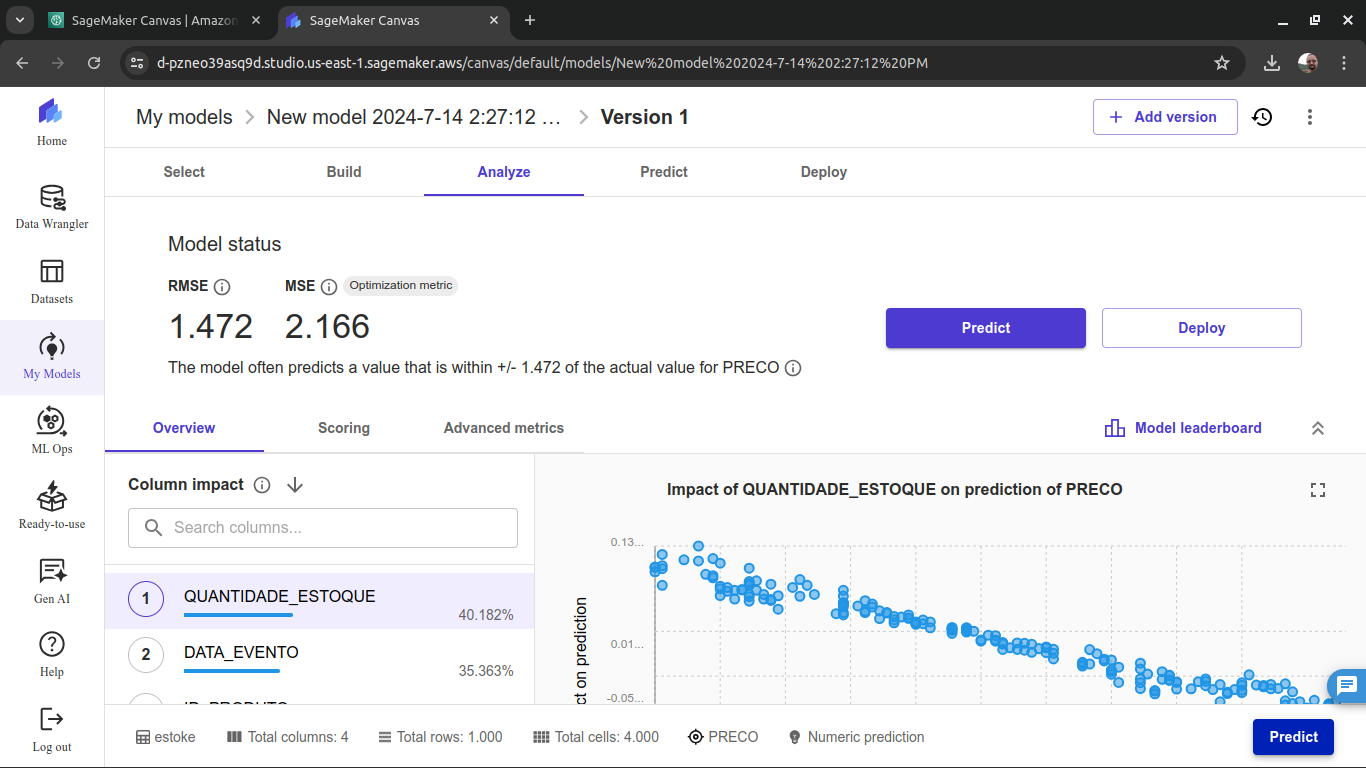 SageMaker Canvas | Amazon
SageMaker Canvas
d-pzneo39asq9d.studio.us-east-1.sagemaker.aws/canvas/default/models/New%20model%202024-7-14%202:27:12%20PM
Home
Data Wrangler
Datasets
My Models
ML Ops
Ready-to-use
Gen AI
Help
Log out
My models
New model 2024-7-14 2:27:12 ...
Version 1
Add version
Select
Build
Analyze
Predict
Deploy
Model status
RMSE
MSE
Optimization metric
1.472
2.166
Predict
Deploy
The model often predicts a value that is within +/- 1.472 of the actual value for PRECO
Overview
Scoring
Advanced metrics
Model leaderboard
Column impact
Search columns...
1
QUANTIDADE_ESTOQUE
40.182%
2
DATA_EVENTO
35.363%
ID_PRODUTO
Impact of QUANTIDADE_ESTOQUE on prediction of PRECO
0.13...
0.01...
-0.05...
ct on prediction
estoke
Total columns: 4
Total rows: 1.000
Total cells: 4.000
PRECO
Numeric prediction
Predict